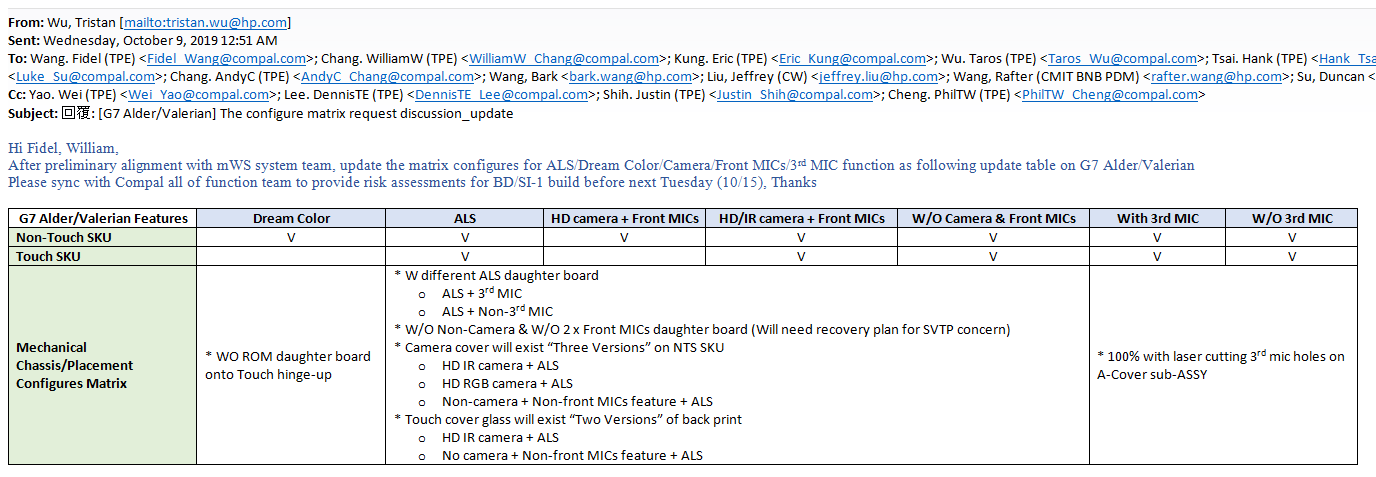 From: Wu, Tristan [mailto:tristan.wu@hp.com]
Sent: Wednesday, October 9, 2019 12:51 AM
To: Wang. Fidel (TPE) <Fidel_Wang@compal.com>; Chang. WilliamW (TPE) <WilliamW_Chang@compal.com>; Kung. Eric (TPE) <Eric_Kung@compal.com>; Wu. Taros (TPE) <Taros_Wu@compal.com>; Tsai. Hank (TPE) <Hank_Tsa
<Luke_Su@compal.com>; Chang. AndyC (TPE) <AndyC_Chang@compal.com>; Wang, Bark <bark.wang@hp.com>; Liu, Jeffrey (CW) <jeffrey.liu@hp.com>; Wang, Rafter (CMIT BNB PDM) <rafter.wang@hp.com>; Su, Duncan <
Cc: Yao. Wei (TPE) <Wei_Yao@compal.com>; Lee. DennisTE (TPE) <DennisTE_Lee@compal.com>; Shih. Justin (TPE) <Justin_Shih@compal.com>; Cheng. PhilTW (TPE) <PhilTW_Cheng@compal.com>
Subject: 回覆: [G7 Alder/Valerian] The configure matrix request discussion_update
Hi Fidel, William,
After preliminary alignment with mWS system team, update the matrix configures for ALS/Dream Color/Camera/Front MICs/3rd MIC function as following update table on G7 Alder/Valerian
Please sync with Compal all of function team to provide risk assessments for BD/SI-1 build before next Tuesday (10/15), Thanks
G7 Alder/Valerian Features Dream Color ALS HD camera + Front MICs HD/IR camera + Front MICs W/O Camera & Front MICs With 3rd MIC W/O 3rd MIC
Non-Touch SKU V V V V V V V
Touch SKU V V V V V
Mechanical
Chassis/Placement
Configures Matrix
* WO ROM daughter board
onto Touch hinge-up
* W different ALS daughter board
o ALS + 3rd MIC
o ALS + Non-3rd MIC
* W/O Non-Camera & W/O 2 x Front MICs daughter board (Will need recovery plan for SVTP concern)
* Camera cover will exist “Three Versions” on NTS SKU
o HD IR camera + ALS
o HD RGB camera + ALS
o Non-camera + Non-front MICs feature + ALS
* Touch cover glass will exist “Two Versions” of back print
o HD IR camera + ALS
o No camera + Non-front MICs feature + ALS
* 100% with laser cutting 3rd mic holes on
A-Cover sub-ASSY